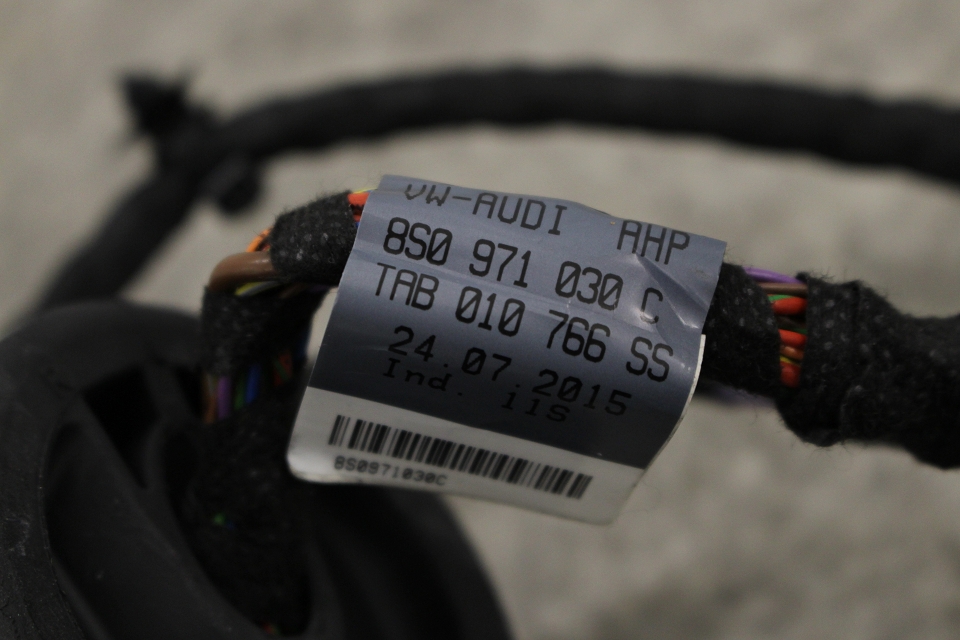 VW-AUDI AHP
8S0 971 030 C
TAB 010 766 SS
24.07.2015
Ind. 11S
8S0971030C